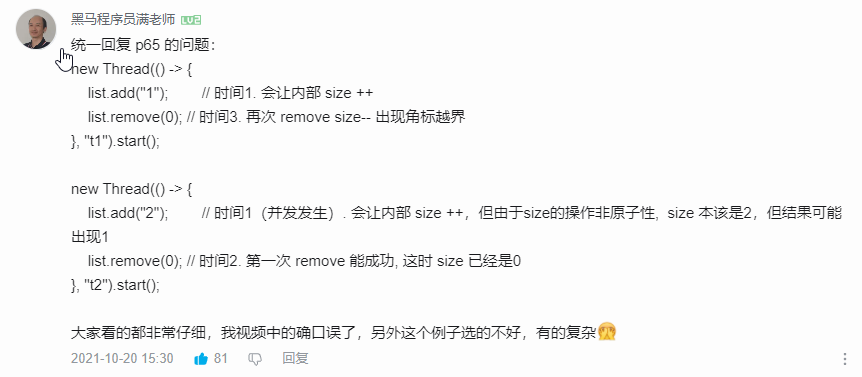 黑马程序员满老师 LV2
统一回复 p65 的问题：
new Thread(() -> {
list.add("1"); // 时间1. 会让内部 size ++
list.remove(0); // 时间3. 再次 remove size-- 出现角标越界
}, "t1").start();
new Thread(() -> {
list.add("2"); // 时间1（并发发生）. 会让内部 size ++，但由于size的操作非原子性, size 本该是2，但结果可能
出现1
list.remove(0); // 时间2. 第一次 remove 能成功, 这时 size 已经是0
}, "t2").start();
大家看的都非常仔细，我视频中的确口误了，另外这个例子选的不好，有的复杂
2021-10-20 15:30 81 回复